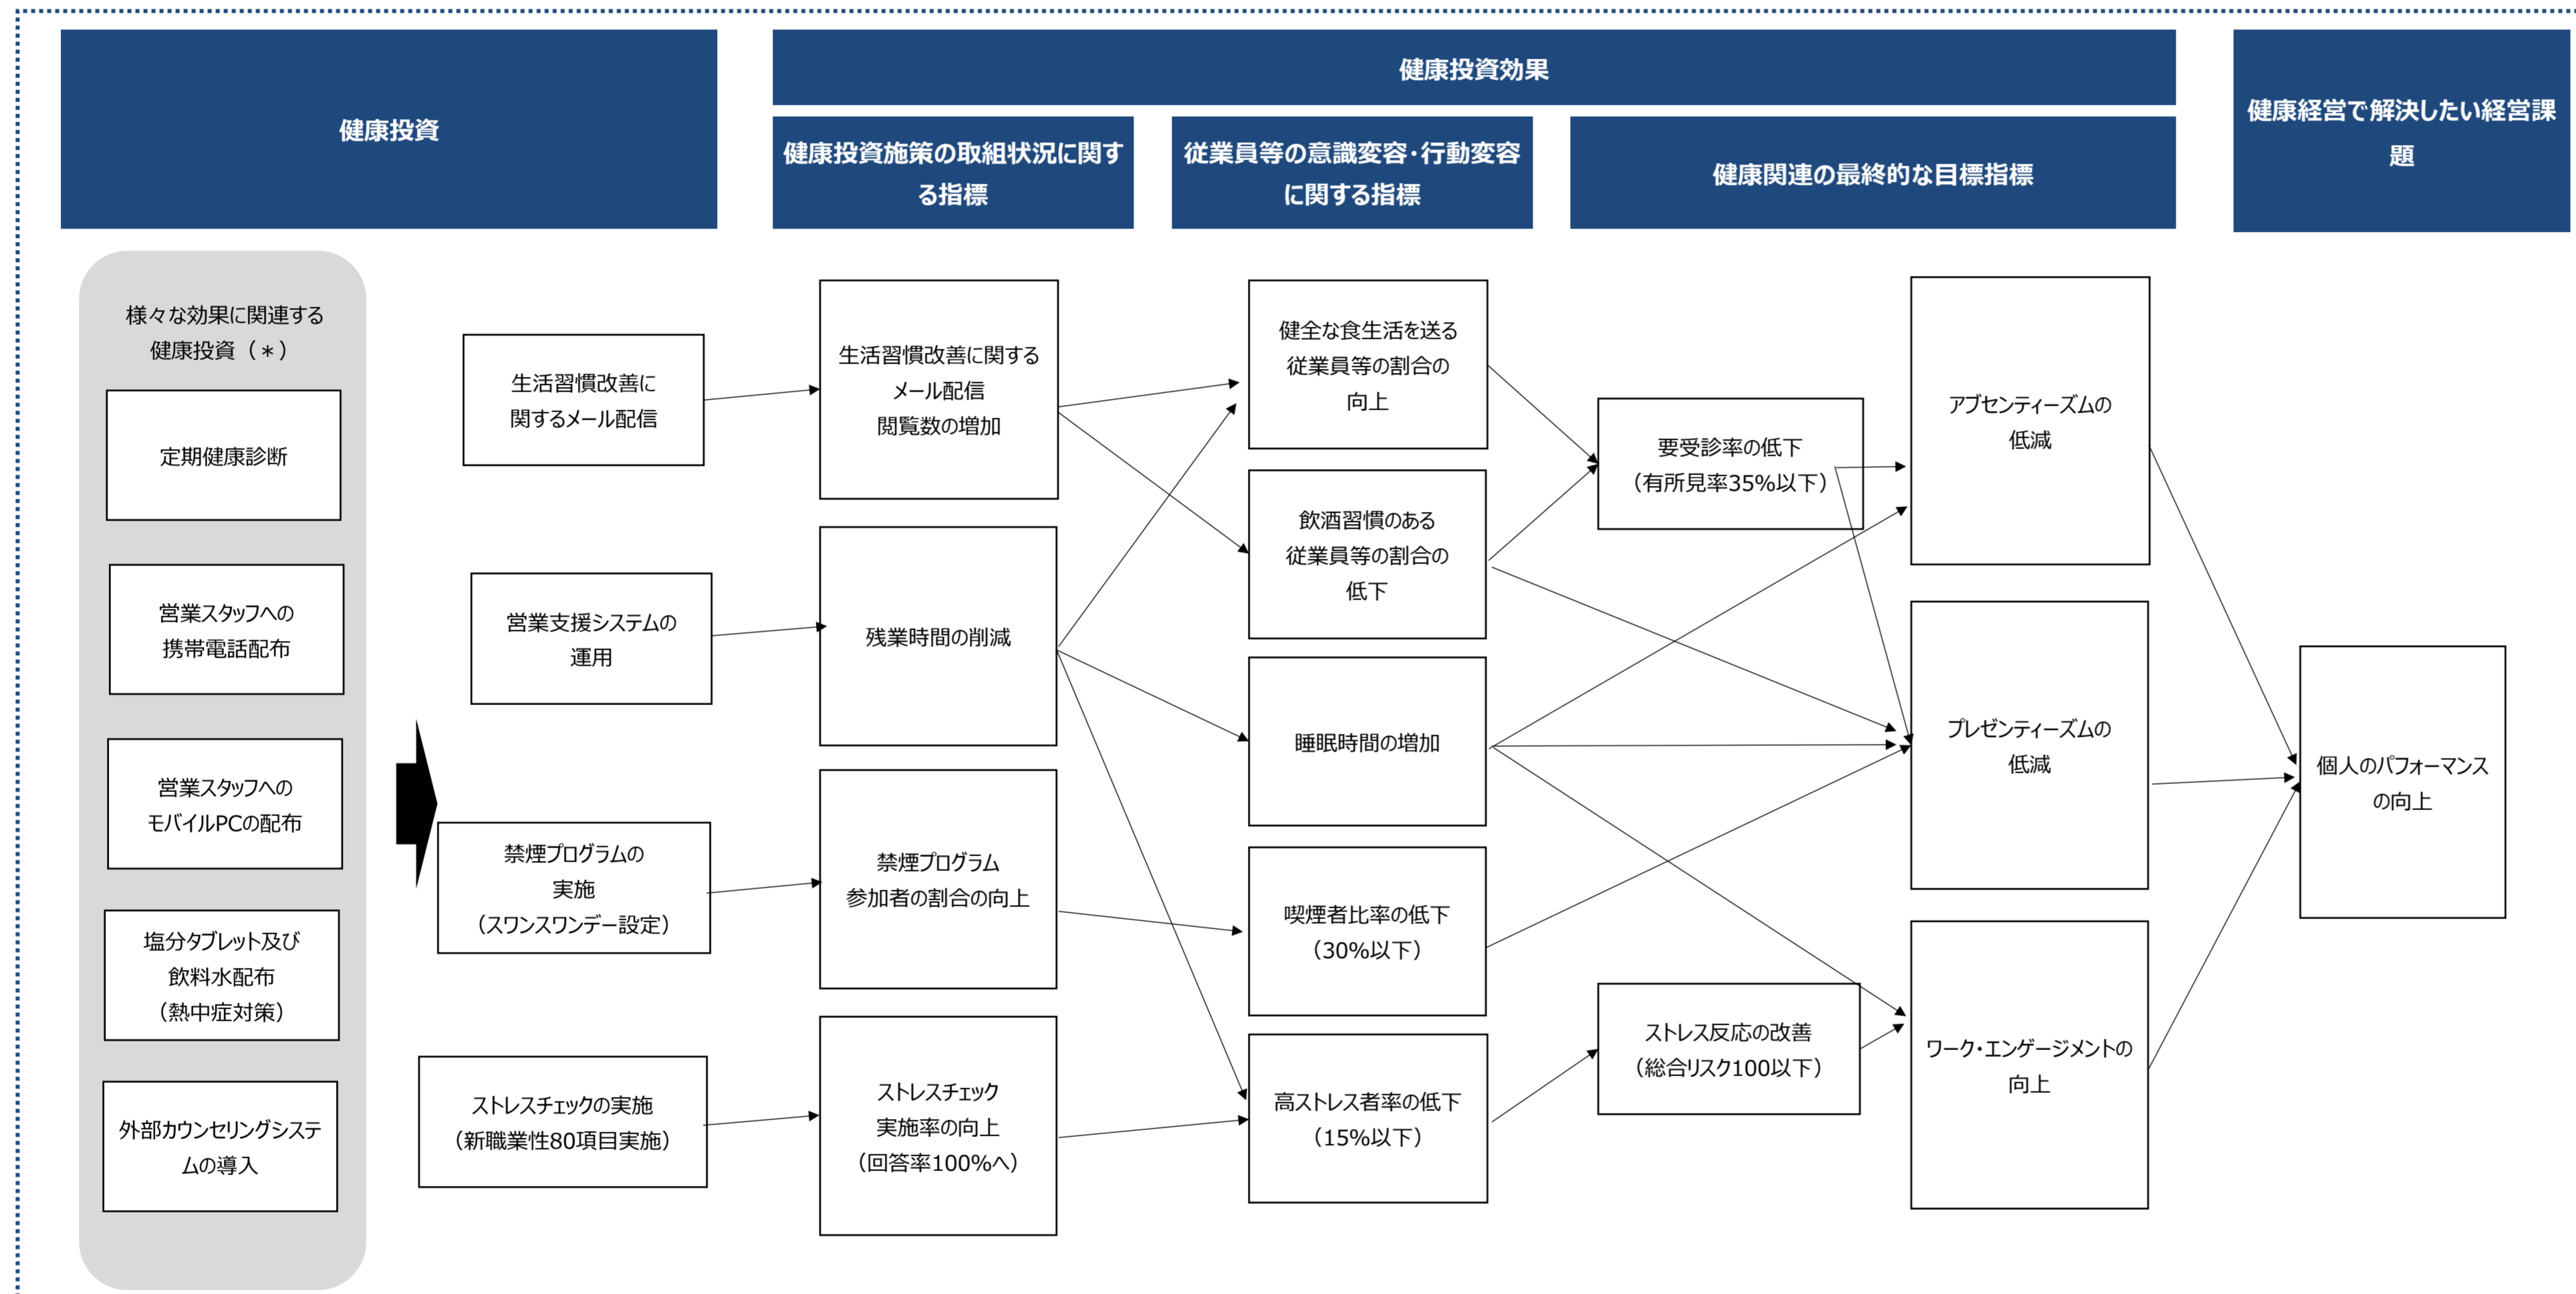 健康投資
健康投資効果
健康投資施策の取組状況に関す
る指標
従業員等の意識変容・行動変容
に関する指標
健康関連の最終的な目標指標
健康経営で解決したい経営課
題
様々な効果に関連する
健康投資（＊）
定期健康診断
営業スタッフへの
携帯電話配布
営業スタッフへの
モバイルPCの配布
塩分タブレット及び
飲料水配布
（熱中症対策）
外部カウンセリングシステ
ムの導入
生活習慣改善に
関するメール配信
営業支援システムの
運用
禁煙プログラムの
実施
（スワンスワンデー設定）
ストレスチェックの実施
（新職業性80項目実施）
生活習慣改善に関する
メール配信
閲覧数の増加
残業時間の削減
禁煙プログラム
参加者の割合の向上
ストレスチェック
実施率の向上
（回答率100%へ）
健全な食生活を送る
従業員等の割合の
向上
飲酒習慣のある
従業員等の割合の
低下
睡眠時間の増加
喫煙者比率の低下
（30%以下）
高ストレス者率の低下
（15%以下）
要受診率の低下
（有所見率35%以下）
ストレス反応の改善
（総合リスク100以下）
アブセンティーズムの
低減
プレゼンティーズムの
低減
ワーク・エンゲージメントの
向上
個人のパフォーマンス
の向上